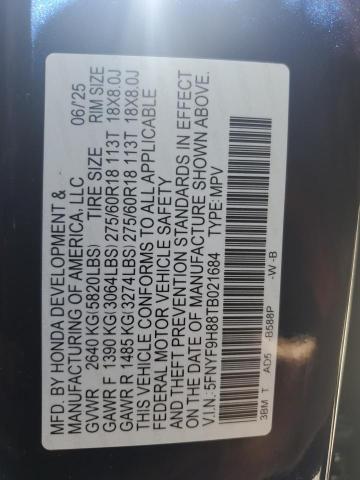 MFD. BY HONDA DEVELOPMENT &
MANUFACTURING OF AMERICA, LLC 06/'25
GVWR 2640 KG(5820LBS) TIRE SIZE RIM SIZE
GAWR F 1390 KG(3064LBS) 275/60R18 113T 18X8.0J
GAWR R 1485 KG(3274LBS) 275/60R18 113T 18X8.0J
THIS VEHICLE CONFORMS TO ALL APPLICABLE
FEDERAL MOTOR VEHICLE SAFETY
AND THEFT PREVENTION STANDARDS IN EFFECT
ON THE DATE OF MANUFACTURE SHOWN ABOVE.
V.I.N.:5FNYF9H88TB021684 TYPE:MPV
3BM T AD5 -B588P -W -B